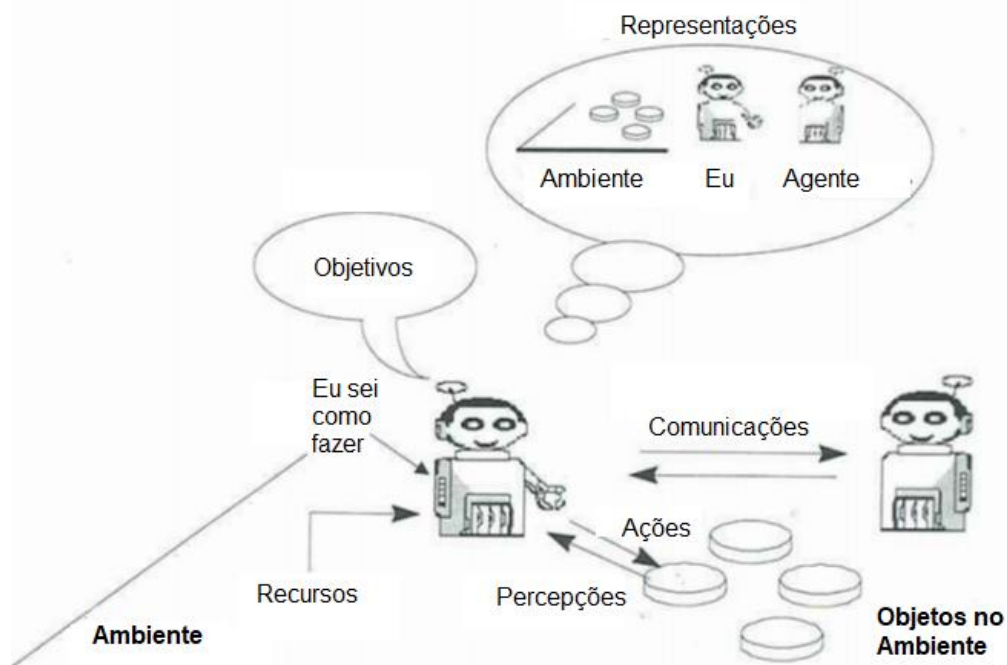 Representações
Ambiente
Eu
Agente
Objetivos
Eu sei
como
fazer
Comunicações
Ações
Recursos
Percepções
Ambiente
Objetos no
Ambiente